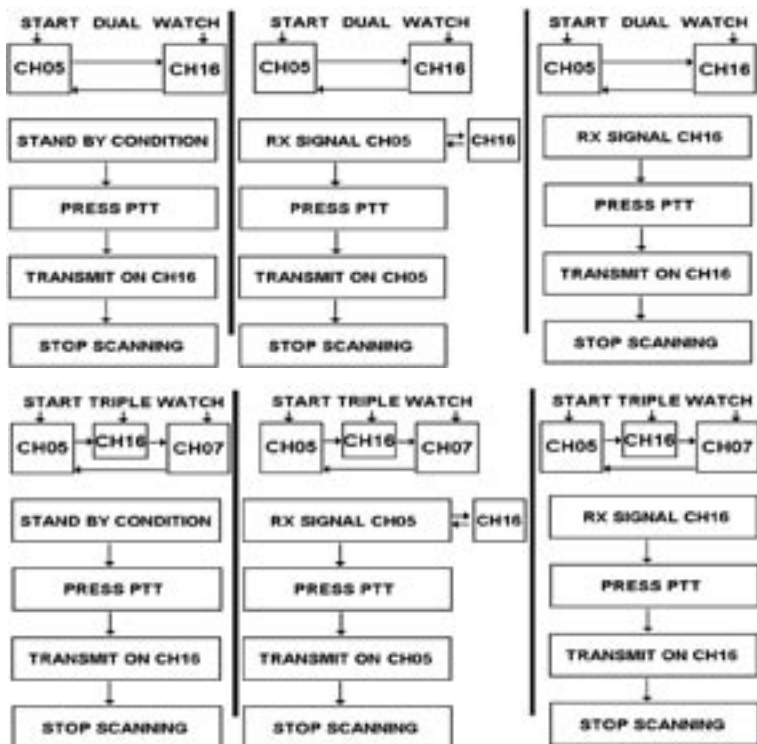 START DUAL WATCH
CH05
CH16
STAND BY CONDITION
PRESS PTT
TRANSMIT ON CH16
STOP SCANNING
START DUAL WATCH
CH05
CH16
RX SIGNAL CH05
CH16
PRESS PTT
TRANSMIT ON CH05
STOP SCANNING
START DUAL WATCH
CH05
CH16
RX SIGNAL CH16
PRESS PTT
TRANSMIT ON CH16
STOP SCANNING
START TRIPLE WATCH
CH05
CH16
CH07
STAND BY CONDITION
PRESS PTT
TRANSMIT ON CH16
STOP SCANNING
START TRIPLE WATCH
CH05
CH16
CH07
RX SIGNAL CH05
CH16
PRESS PTT
TRANSMIT ON CH05
STOP SCANNING
START TRIPLE WATCH
CH05
CH16
CH07
RX SIGNAL CH16
PRESS PTT
TRANSMIT ON CH16
STOP SCANNING